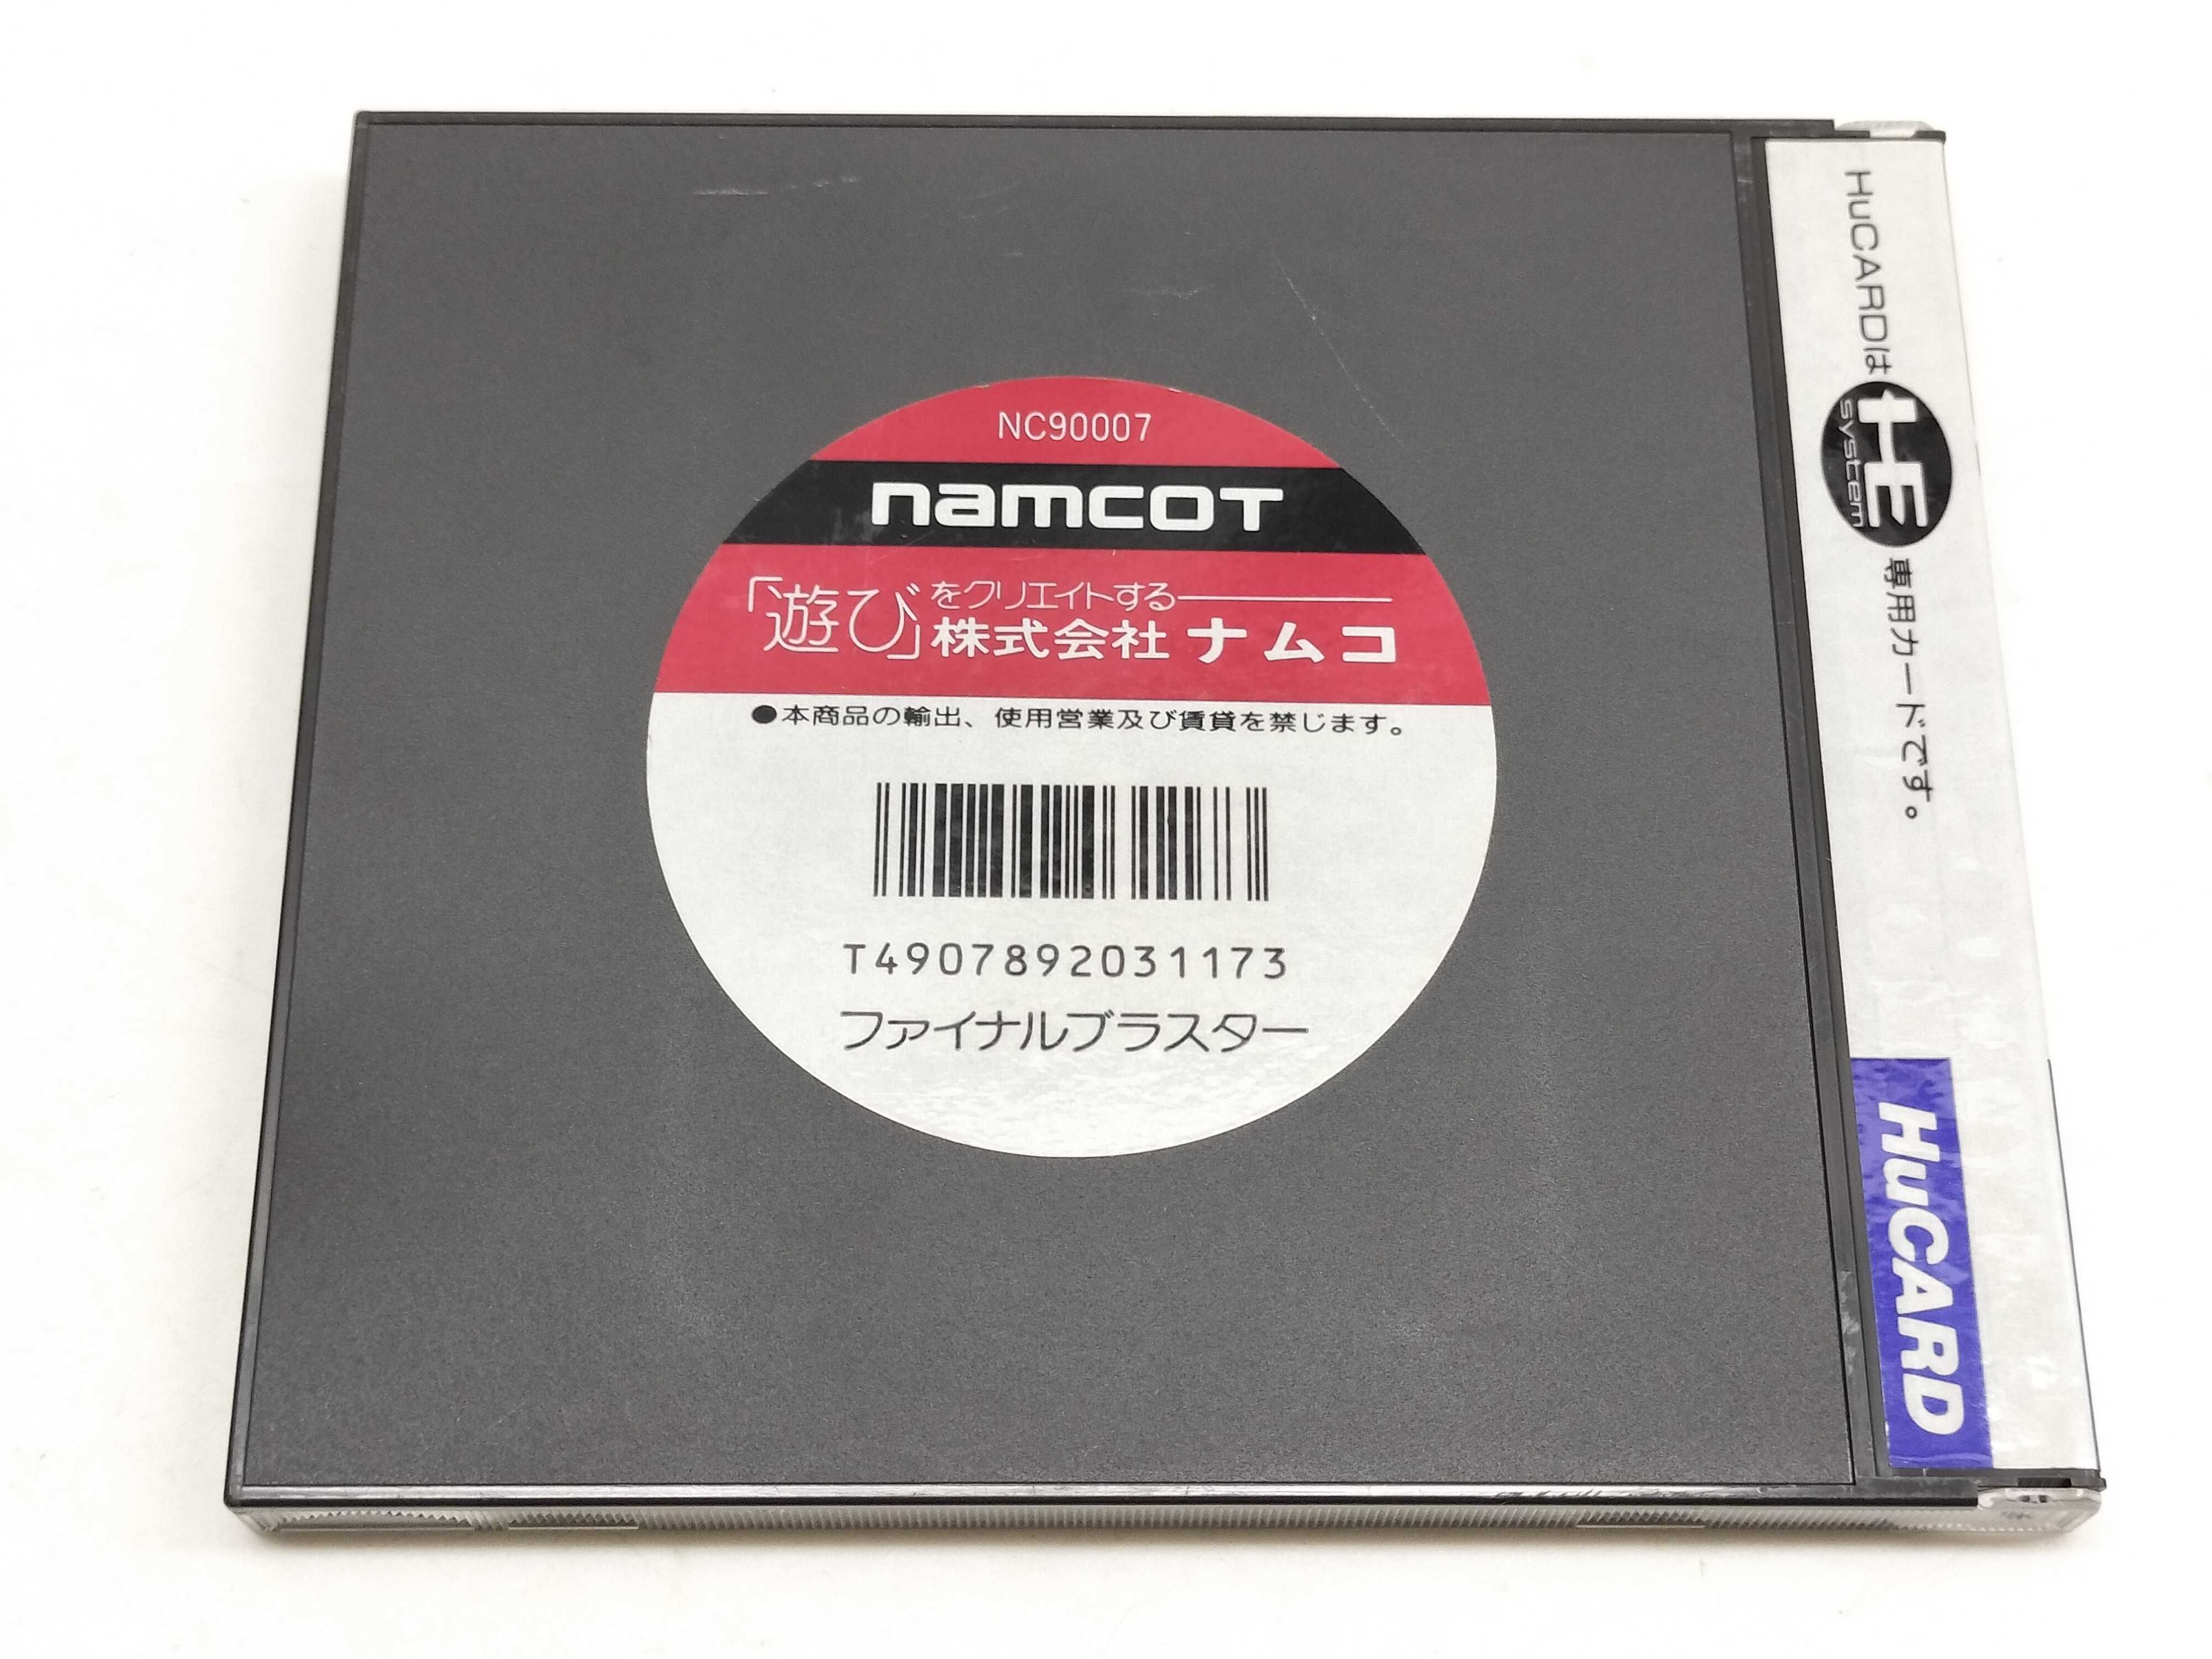 NC90007
namcot
「遊び」をクリエイトする
株式会社ナムコ
●本商品の輸出、使用営業及び賃貸を禁じます。
T4907892031173
ファイナルブラスター
HuCARDは HE system 専用カードです。
HuCARD